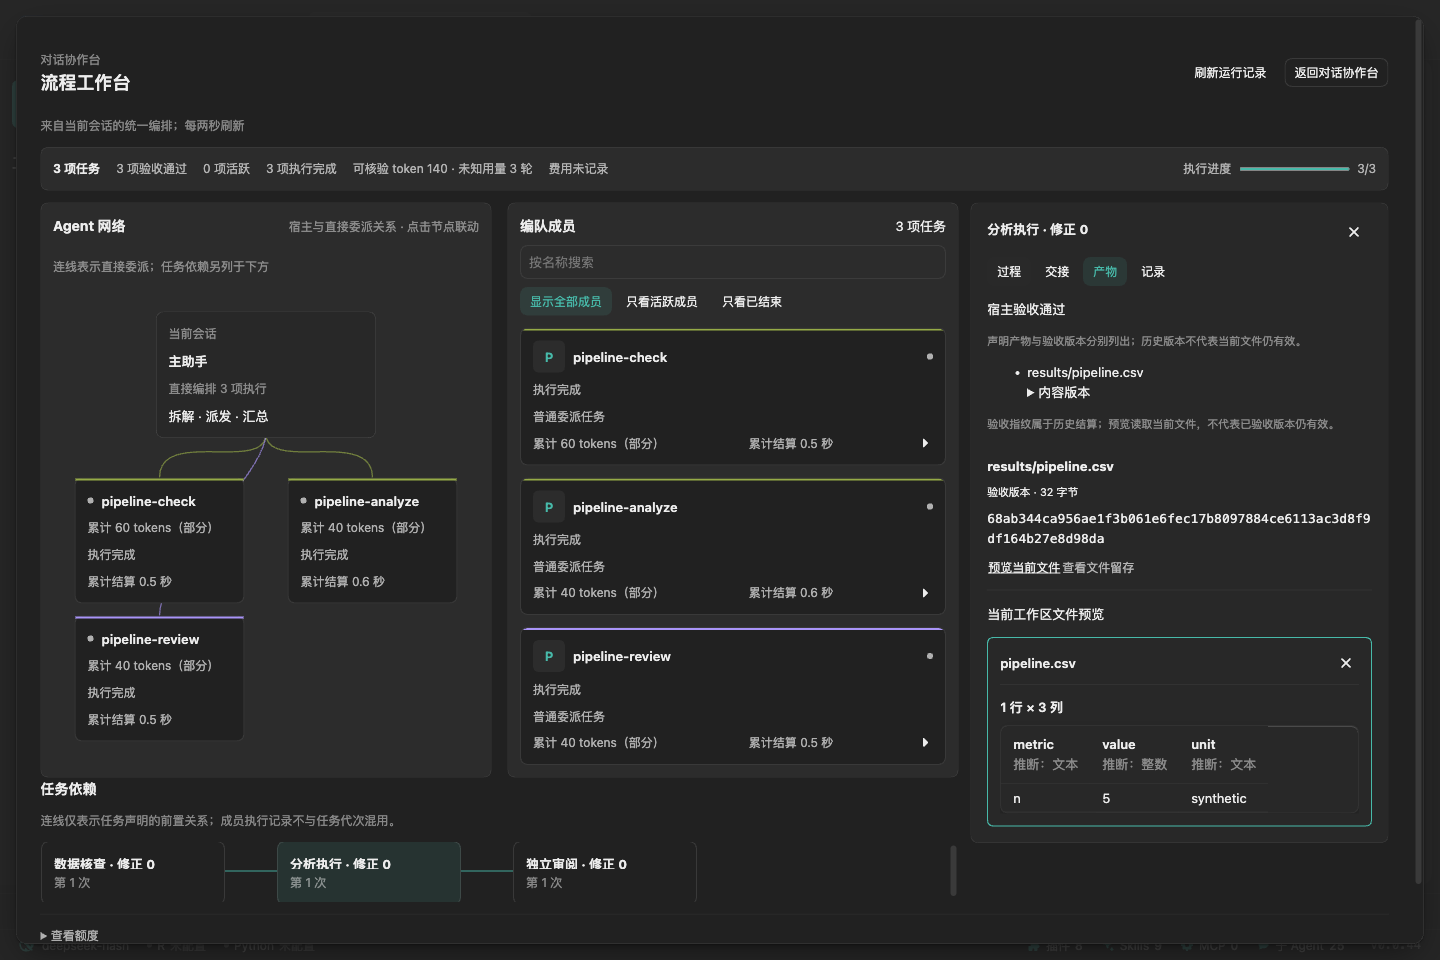 对话协作台
流程工作台
刷新运行记录
返回对话协作台
来自当前会话的统一编排；每两秒刷新
3 项任务 3 项验收通过 0 项活跃 3 项执行完成 可核验 token 140 · 未知用量 3 轮 费用未记录
执行进度 3/3
Agent 网络
宿主与直接委派关系 · 点击节点联动
连线表示直接委派；任务依赖另列于下方
当前会话
主助手
直接编排 3 项执行
拆解 · 派发 · 汇总
pipeline-check
累计 60 tokens（部分）
执行完成
累计结算 0.5 秒
pipeline-analyze
累计 40 tokens（部分）
执行完成
累计结算 0.6 秒
pipeline-review
累计 40 tokens（部分）
执行完成
累计结算 0.5 秒
编队成员
3 项任务
按名称搜索
显示全部成员 只看活跃成员 只看已结束
P pipeline-check
执行完成
普通委派任务
累计 60 tokens（部分） 累计结算 0.5 秒
P pipeline-analyze
执行完成
普通委派任务
累计 40 tokens（部分） 累计结算 0.6 秒
P pipeline-review
执行完成
普通委派任务
累计 40 tokens（部分） 累计结算 0.5 秒
分析执行 · 修正 0
过程 交接 产物 记录
宿主验收通过
声明产物与验收版本分别列出；历史版本不代表当前文件仍有效。
• results/pipeline.csv
内容版本
验收指纹属于历史结算；预览读取当前文件，不代表已验收版本仍有效。
results/pipeline.csv
验收版本 · 32 字节
68ab344ca956ae1f3b061e6fec17b8097884ce6113ac3d8f9
df164b27e8d98da
预览当前文件 查看文件留存
当前工作区文件预览
pipeline.csv
1 行 × 3 列
metric value unit
推断：文本 推断：整数 推断：文本
n 5 synthetic
任务依赖
连线仅表示任务声明的前置关系；成员执行记录不与任务代次混用。
数据核查 · 修正 0
第 1 次
分析执行 · 修正 0
第 1 次
独立审阅 · 修正 0
第 1 次
查看额度